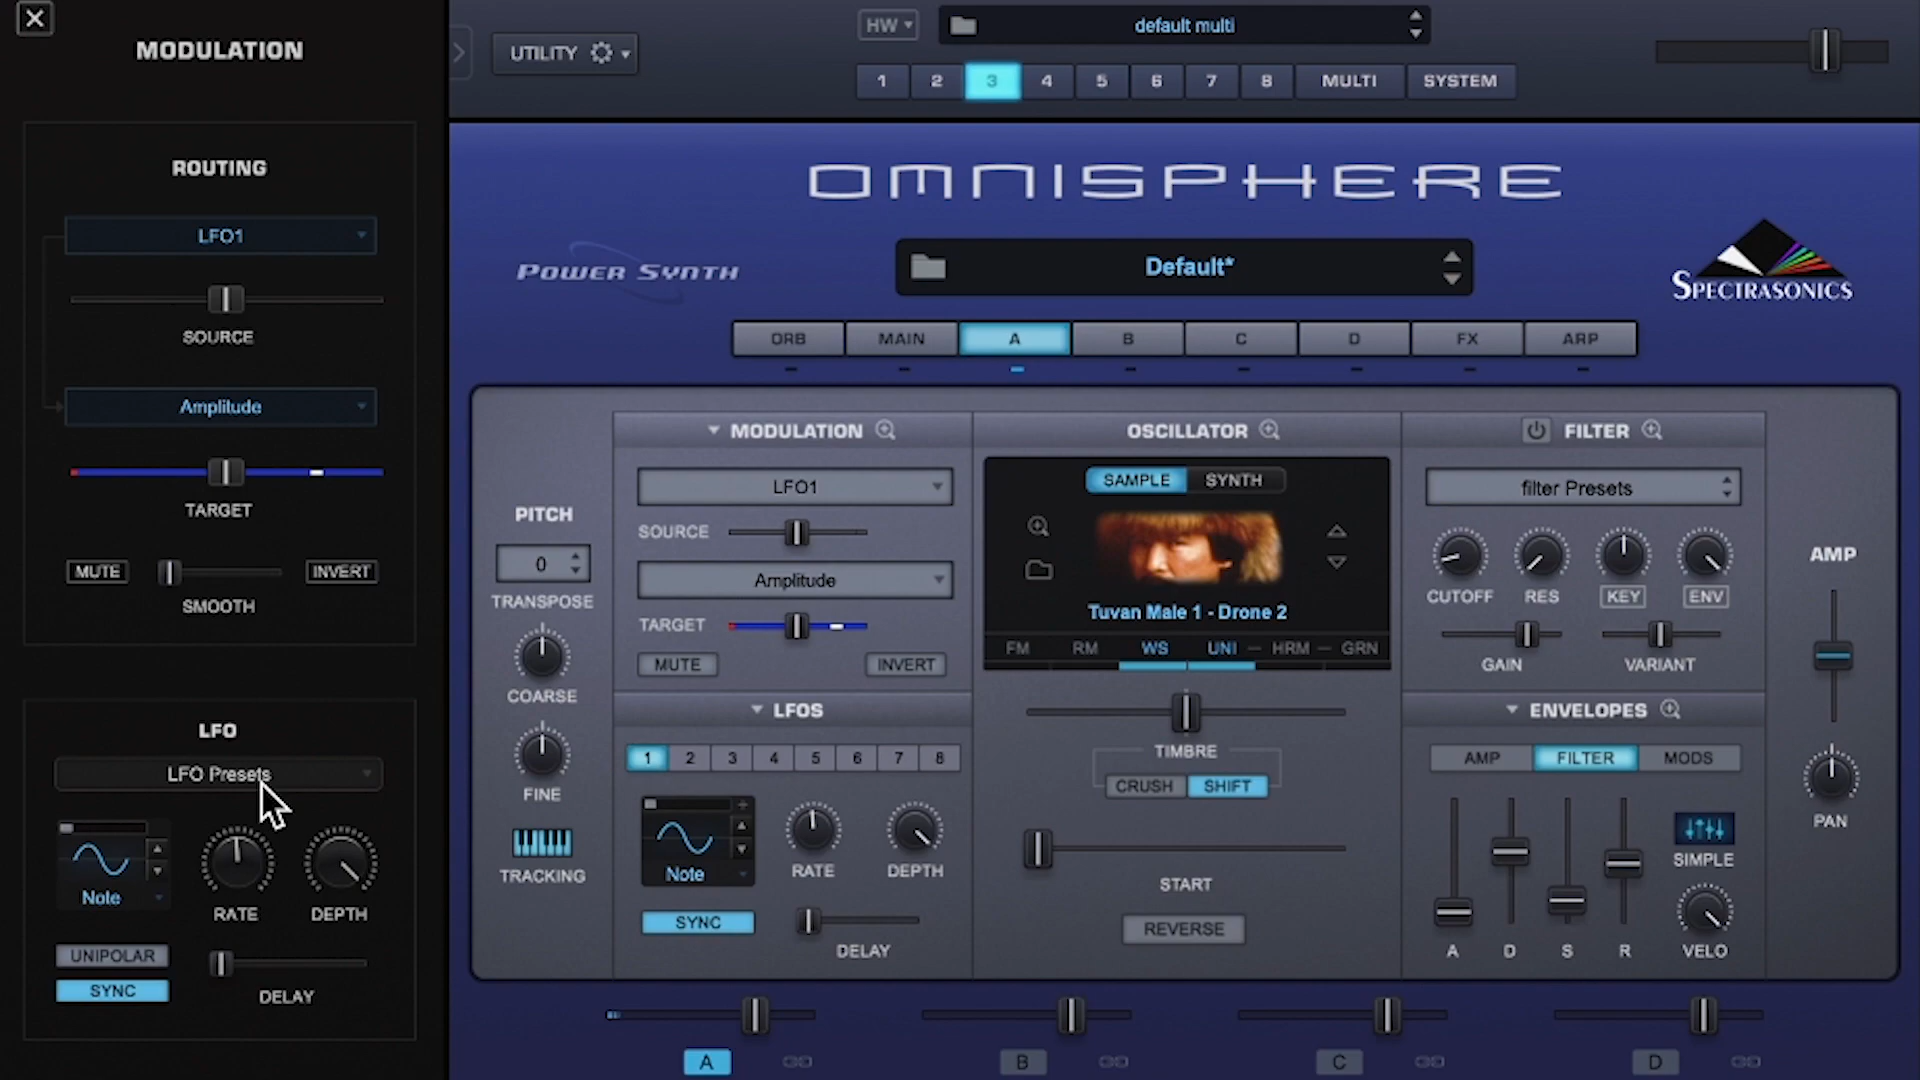 MODULATION
ROUTING
LFO1
SOURCE
Amplitude
TARGET
MUTE
INVERT
SMOOTH
LFO
LFO Presets
Note
RATE
DEPTH
UNIPOLAR
SYNC
DELAY
UTILITY
HW
default multi
1 2 3 4 5 6 7 8 MULTI SYSTEM
OMNISPHERE
POWER SYNTH
Default*
SPECTRASONICS
ORB MAIN A B C D FX ARP
PITCH
0
TRANSPOSE
COARSE
FINE
TRACKING
MODULATION
LFO1
SOURCE
Amplitude
TARGET
MUTE INVERT
LFOS
1 2 3 4 5 6 7 8
Note
RATE DEPTH
SYNC
DELAY
OSCILLATOR
SAMPLE SYNTH
Tuvan Male 1 - Drone 2
FM RM WS UNI HRM GRN
TIMBRE
CRUSH SHIFT
START
REVERSE
FILTER
filter Presets
CUTOFF RES KEY ENV
GAIN VARIANT
ENVELOPES
AMP FILTER MODS
SIMPLE
A D S R VELO
AMP
PAN
A B C D